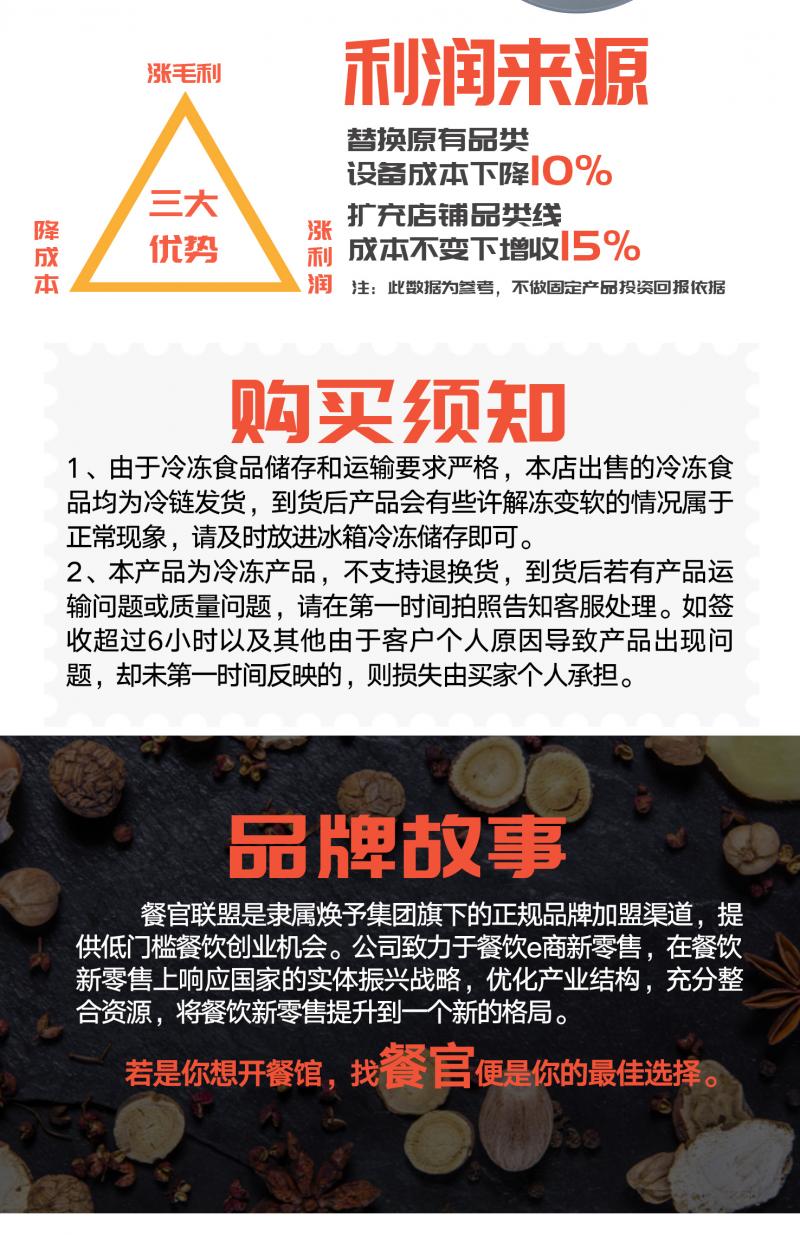 涨毛利
三大
优势
降成本
涨利润
利润来源
替换原有品类
设备成本下降10%
扩充店铺品类线
成本不变下增收15%
注：此数据为参考，不做固定产品投资回报依据
购买须知
1、由于冷冻食品储存和运输要求严格，本店出售的冷冻食
品均为冷链发货，到货后产品会有些许解冻变软的情况属于
正常现象，请及时放进冰箱冷冻储存即可。
2、本产品为冷冻产品，不支持退换货，到货后若有产品运
输问题或质量问题，请在第一时间拍照告知客服处理。如签
收超过6小时以及其他由于客户个人原因导致产品出现问
题，却未第一时间反映的，则损失由买家个人承担。
品牌故事
餐官联盟是隶属焕予集团旗下的正规品牌加盟渠道，提
供低门槛餐饮创业机会。公司致力于餐饮e商新零售，在餐饮
新零售上响应国家的实体振兴战略，优化产业结构，充分整
合资源，将餐饮新零售提升到一个新的格局。
若是你想开餐馆，找餐官便是你的最佳选择。